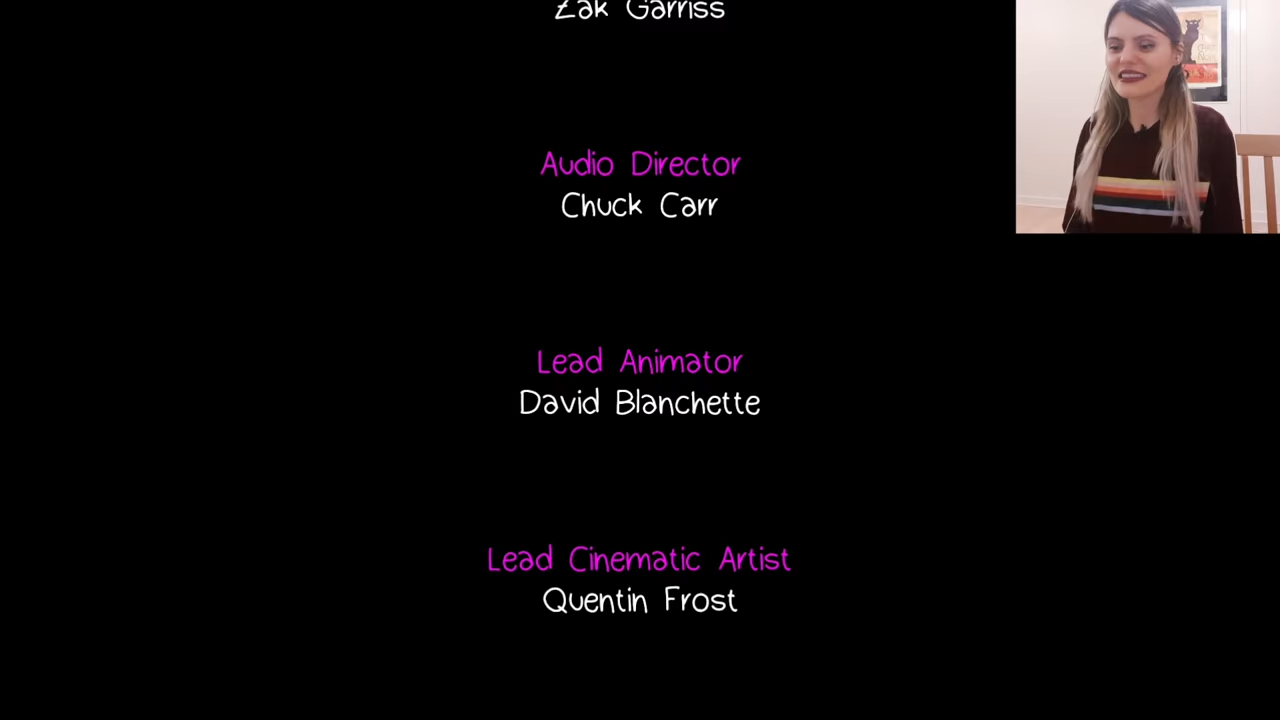 Zak Garriss
Audio Director
Chuck Carr
Lead Animator
David Blanchette
Lead Cinematic Artist
Quentin Frost